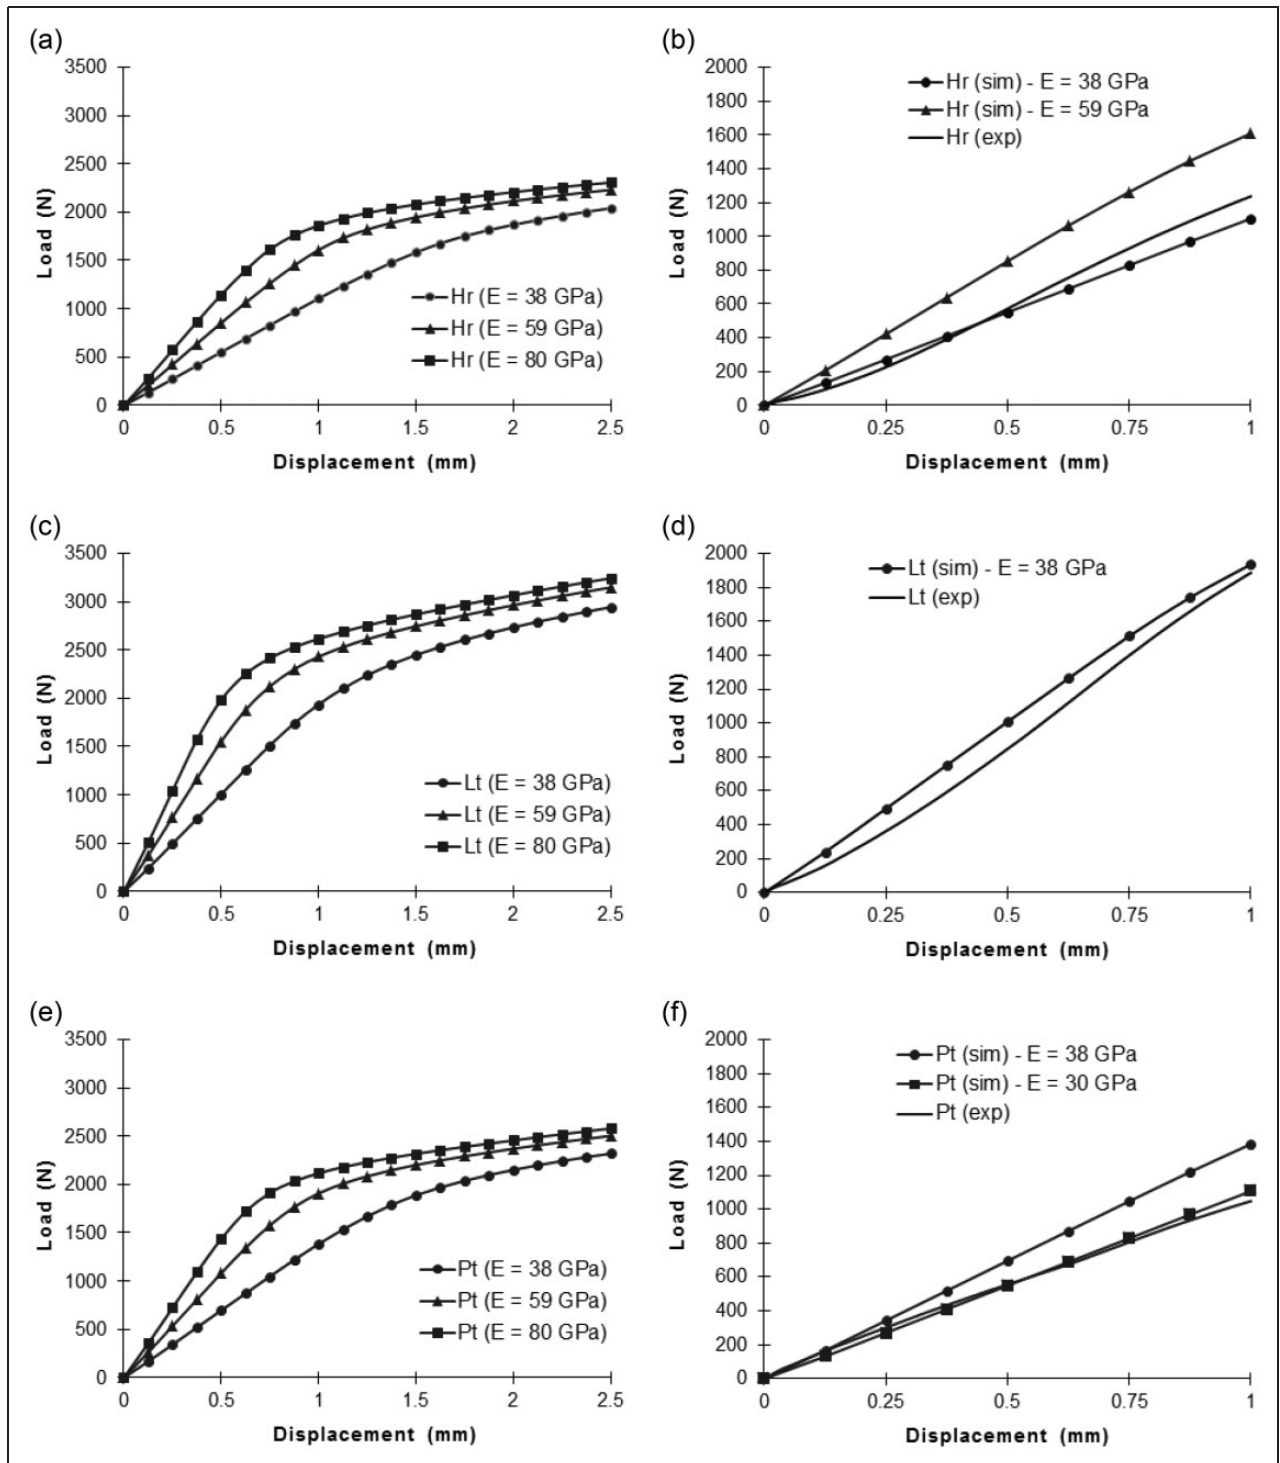 (a)
3500
3000
2500
2000
1500
1000
500
0
Load (N)
Hr (E = 38 GPa)
Hr (E = 59 GPa)
Hr (E = 80 GPa)
0 0.5 1 1.5 2 2.5
Displacement (mm)
(b)
2000
1800
1600
1400
1200
1000
800
600
400
200
0
Load (N)
Hr (sim) - E = 38 GPa
Hr (sim) - E = 59 GPa
Hr (exp)
0 0.25 0.5 0.75 1
Displacement (mm)
(c)
3500
3000
2500
2000
1500
1000
500
0
Load (N)
Lt (E = 38 GPa)
Lt (E = 59 GPa)
Lt (E = 80 GPa)
0 0.5 1 1.5 2 2.5
Displacement (mm)
(d)
2000
1800
1600
1400
1200
1000
800
600
400
200
0
Load (N)
Lt (sim) - E = 38 GPa
Lt (exp)
0 0.25 0.5 0.75 1
Displacement (mm)
(e)
3500
3000
2500
2000
1500
1000
500
0
Load (N)
Pt (E = 38 GPa)
Pt (E = 59 GPa)
Pt (E = 80 GPa)
0 0.5 1 1.5 2 2.5
Displacement (mm)
(f)
2000
1800
1600
1400
1200
1000
800
600
400
200
0
Load (N)
Pt (sim) - E = 38 GPa
Pt (sim) - E = 30 GPa
Pt (exp)
0 0.25 0.5 0.75 1
Displacement (mm)